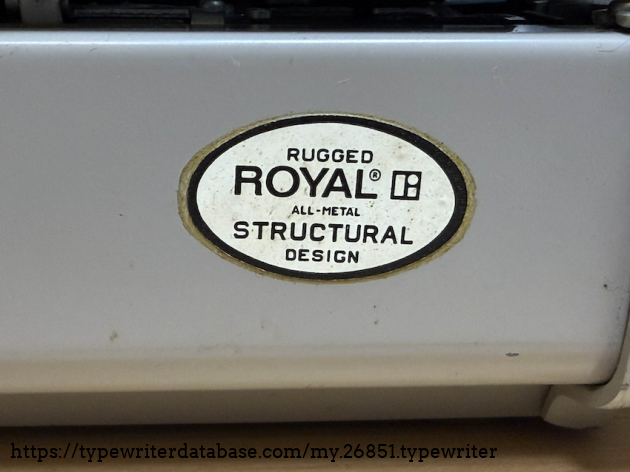 RUGGED
ROYAL®
ALL-METAL
STRUCTURAL
DESIGN
https://typewriterdatabase.com/my.26851.typewriter